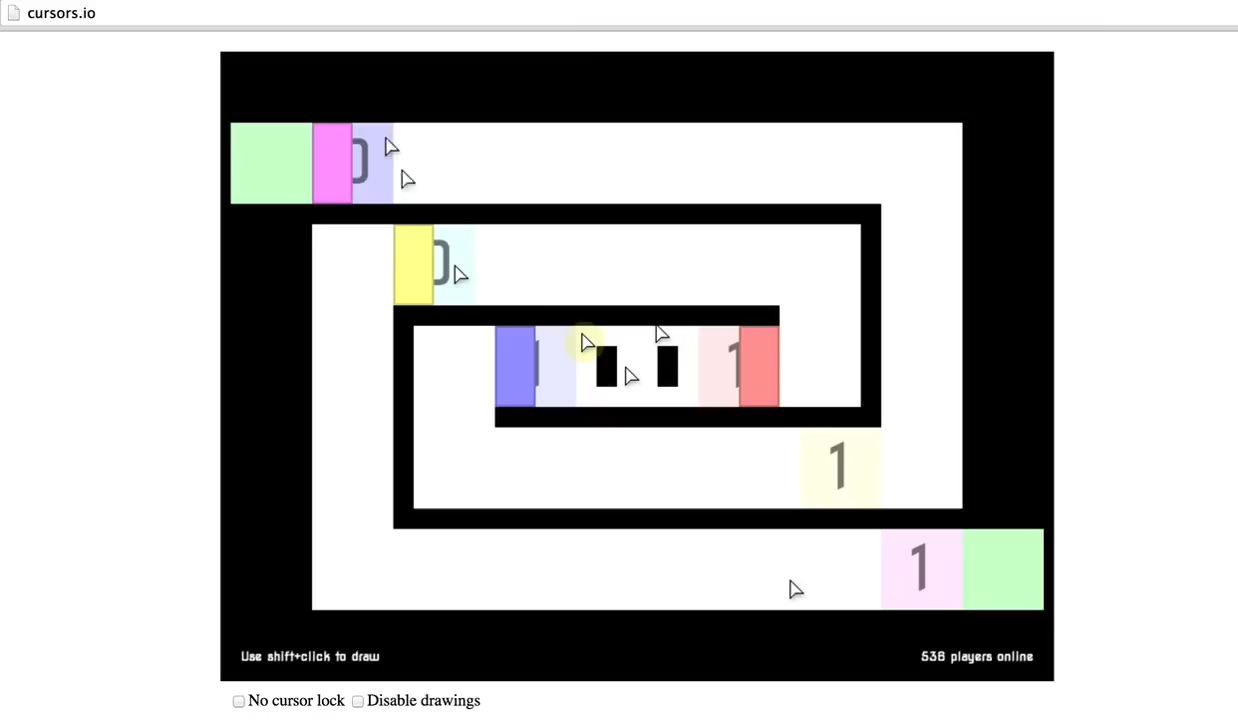 cursors.io
0
0
1
1
1
Use shift+click to draw
538 players online
No cursor lock
Disable drawings